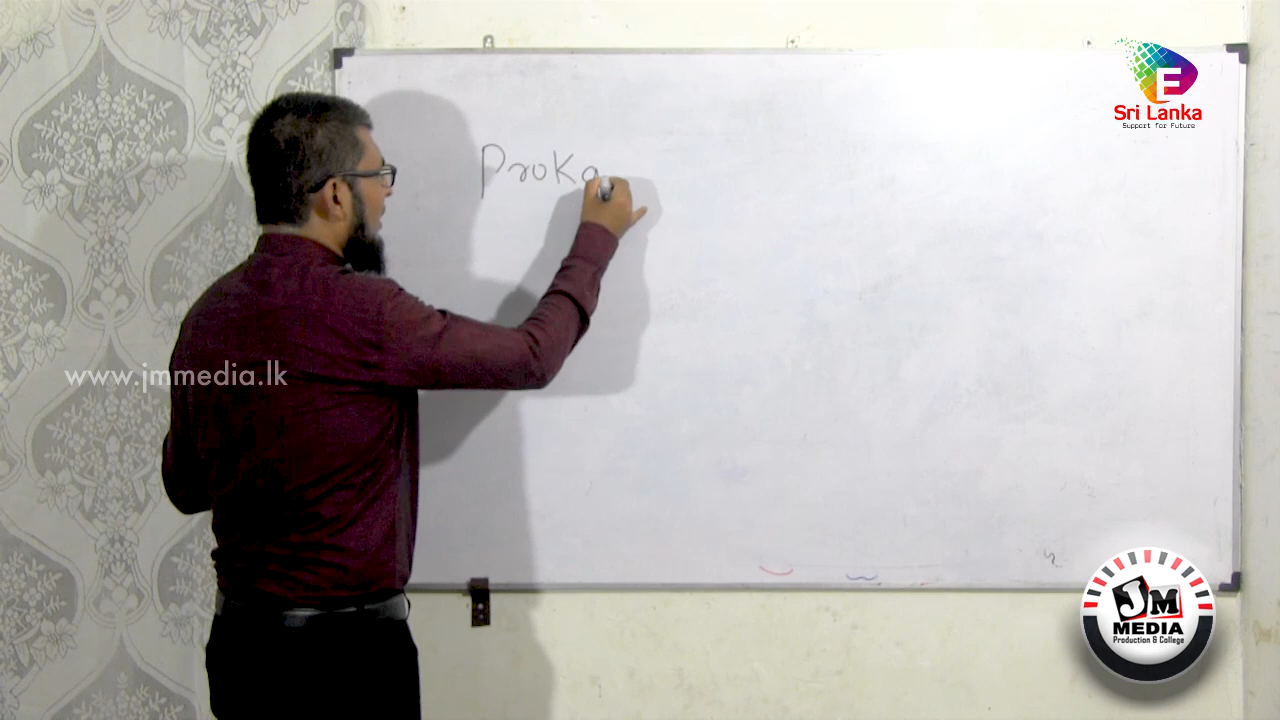 Proka
E
Sri Lanka
Support for Future
www.jmmedia.lk
JM
MEDIA
Production & College